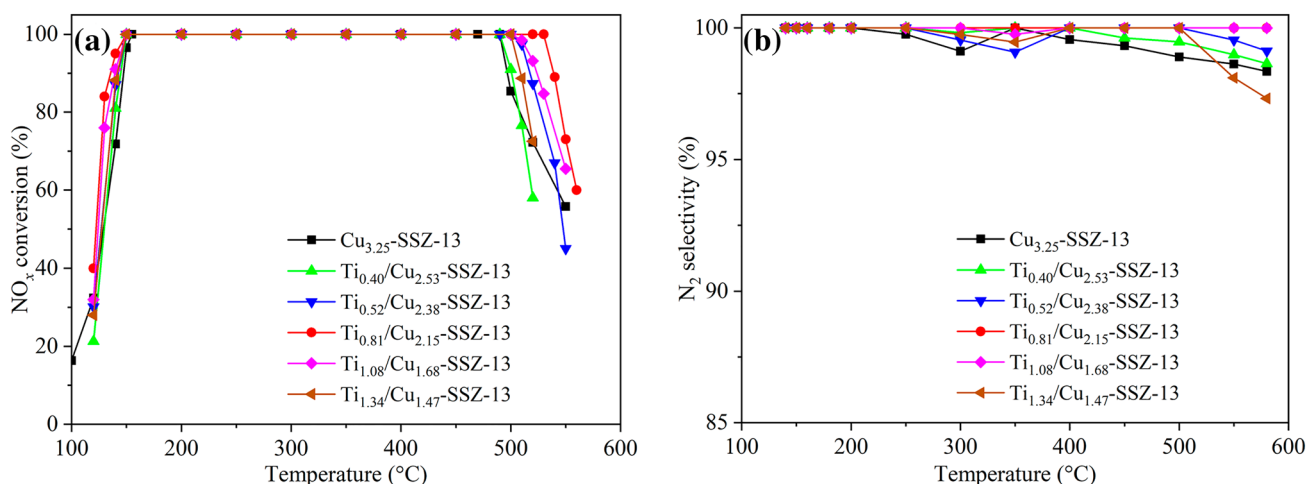 (a)
NOx conversion (%)
100
80
60
40
20
0
Cu3.25-SSZ-13
Ti0.40/Cu2.53-SSZ-13
Ti0.52/Cu2.38-SSZ-13
Ti0.81/Cu2.15-SSZ-13
Ti1.08/Cu1.68-SSZ-13
Ti1.34/Cu1.47-SSZ-13
100 200 300 400 500 600
Temperature (°C)
(b)
N2 selectivity (%)
100
95
90
85
Cu3.25-SSZ-13
Ti0.40/Cu2.53-SSZ-13
Ti0.52/Cu2.38-SSZ-13
Ti0.81/Cu2.15-SSZ-13
Ti1.08/Cu1.68-SSZ-13
Ti1.34/Cu1.47-SSZ-13
100 200 300 400 500 600
Temperature (°C)